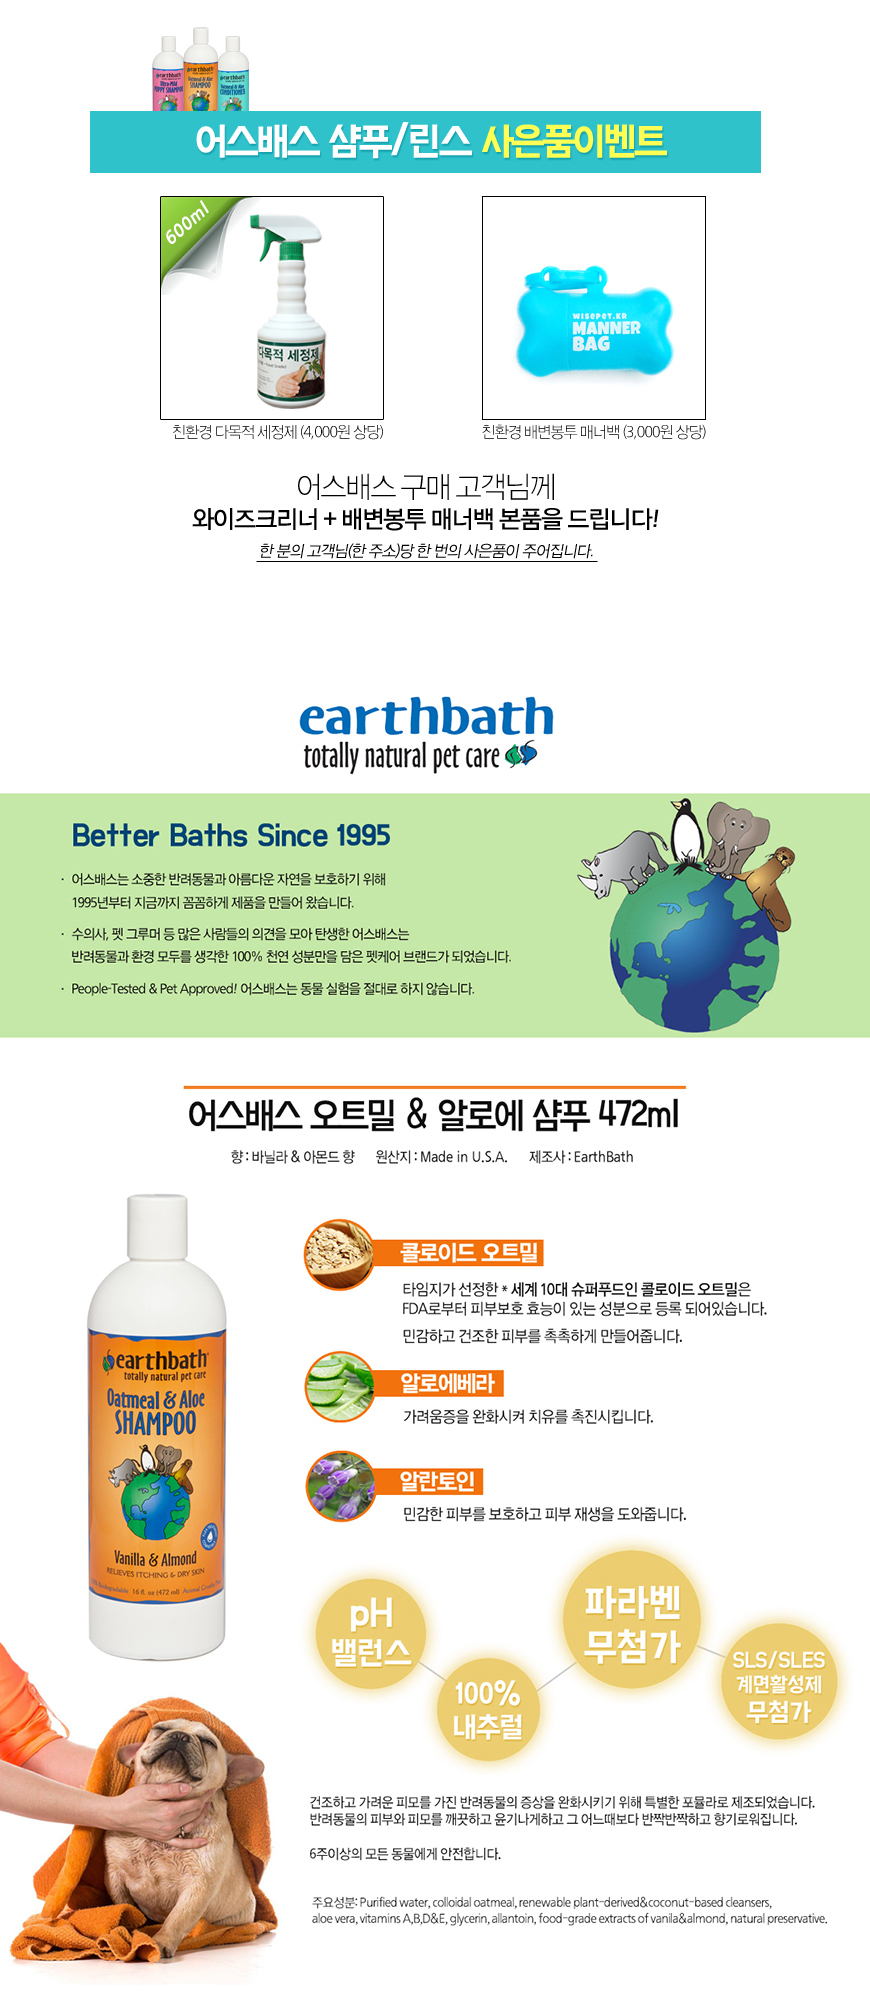 earthbath
Ultra-Mild
PUPPY SHAMPOO
earthbath
Oatmeal & Aloe
SHAMPOO
earthbath
Oatmeal & Aloe
CONDITIONER
어스배스 샴푸/린스 사은품이벤트
600ml
다목적 세정제
WISEPET.KR
MANNER
BAG
친환경 다목적 세정제 (4,000원 상당)
친환경 배변봉투 매너백 (3,000원 상당)
어스배스 구매 고객님께
와이즈크리너 + 배변봉투 매너백 본품을 드립니다!
한 분의 고객님(한 주소)당 한 번의 사은품이 주어집니다.
earthbath
totally natural pet care
Better Baths Since 1995
· 어스배스는 소중한 반려동물과 아름다운 자연을 보호하기 위해
1995년부터 지금까지 꼼꼼하게 제품을 만들어 왔습니다.
· 수의사, 펫 그루머 등 많은 사람들의 의견을 모아 탄생한 어스배스는
반려동물과 환경 모두를 생각한 100% 천연 성분만을 담은 펫케어 브랜드가 되었습니다.
· People-Tested & Pet Approved! 어스배스는 동물 실험을 절대로 하지 않습니다.
어스배스 오트밀 & 알로에 샴푸 472ml
향 : 바닐라 & 아몬드 향 원산지 : Made in U.S.A. 제조사 : EarthBath
earthbath
totally natural pet care
Oatmeal & Aloe
SHAMPOO
Vanilla & Almond
RELIEVES ITCHING & DRY SKIN
Biodegradable 16 fl. oz (472 ml) Animal Cruelty
콜로이드 오트밀
타임지가 선정한 * 세계 10대 슈퍼푸드인 콜로이드 오트밀은
FDA로부터 피부보호 효능이 있는 성분으로 등록 되어있습니다.
민감하고 건조한 피부를 촉촉하게 만들어줍니다.
알로에베라
가려움증을 완화시켜 치유를 촉진시킵니다.
알란토인
민감한 피부를 보호하고 피부 재생을 도와줍니다.
pH
밸런스
100%
내추럴
파라벤
무첨가
SLS/SLES
계면활성제
무첨가
건조하고 가려운 피모를 가진 반려동물의 증상을 완화시키기 위해 특별한 포뮬라로 제조되었습니다.
반려동물의 피부와 피모를 깨끗하고 윤기나게하고 그 어느때보다 반짝반짝하고 향기로워집니다.
6주이상의 모든 동물에게 안전합니다.
주요성분: Purified water, colloidal oatmeal, renewable plant-derived&coconut-based cleansers,
aloe vera, vitamins A,B,D&E, glycerin, allantoin, food-grade extracts of vanila&almond, natural preservative.